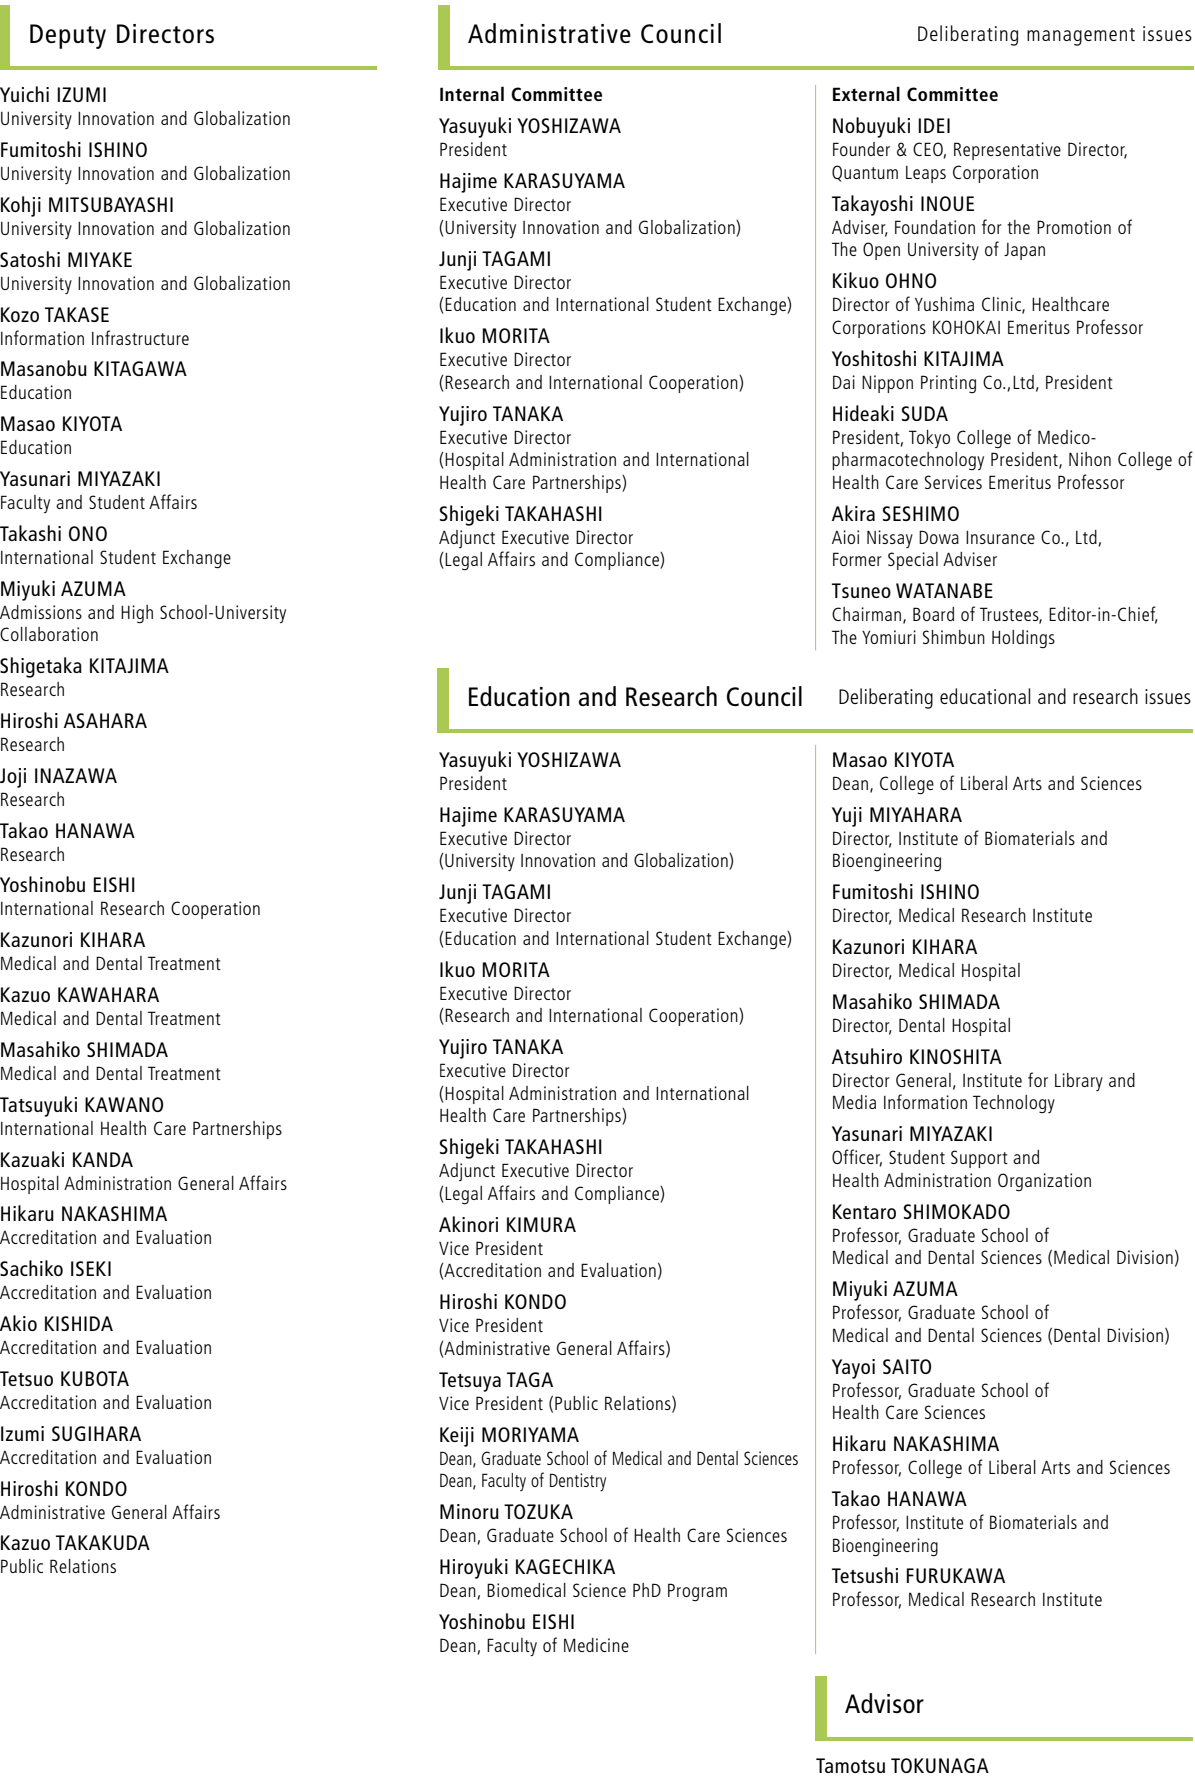 Deputy Directors
Yuichi IZUMI
University Innovation and Globalization
Fumitoshi ISHINO
University Innovation and Globalization
Kohji MITSUBAYASHI
University Innovation and Globalization
Satoshi MIYAKE
University Innovation and Globalization
Kozo TAKASE
Information Infrastructure
Masanobu KITAGAWA
Education
Masao KIYOTA
Education
Yasunari MIYAZAKI
Faculty and Student Affairs
Takashi ONO
International Student Exchange
Miyuki AZUMA
Admissions and High School-University
Collaboration
Shigetaka KITAJIMA
Research
Hiroshi ASAHARA
Research
Joji INAZAWA
Research
Takao HANAWA
Research
Yoshinobu EISHI
International Research Cooperation
Kazunori KIHARA
Medical and Dental Treatment
Kazuo KAWAHARA
Medical and Dental Treatment
Masahiko SHIMADA
Medical and Dental Treatment
Tatsuyuki KAWANO
International Health Care Partnerships
Kazuaki KANDA
Hospital Administration General Affairs
Hikaru NAKASHIMA
Accreditation and Evaluation
Sachiko ISEKI
Accreditation and Evaluation
Akio KISHIDA
Accreditation and Evaluation
Tetsuo KUBOTA
Accreditation and Evaluation
Izumi SUGIHARA
Accreditation and Evaluation
Hiroshi KONDO
Administrative General Affairs
Kazuo TAKAKUDA
Public Relations
Administrative Council
Deliberating management issues
Internal Committee
Yasuyuki YOSHIZAWA
President
Hajime KARASUYAMA
Executive Director
(University Innovation and Globalization)
Junji TAGAMI
Executive Director
(Education and International Student Exchange)
Ikuo MORITA
Executive Director
(Research and International Cooperation)
Yujiro TANAKA
Executive Director
(Hospital Administration and International
Health Care Partnerships)
Shigeki TAKAHASHI
Adjunct Executive Director
(Legal Affairs and Compliance)
External Committee
Nobuyuki IDEI
Founder & CEO, Representative Director,
Quantum Leaps Corporation
Takayoshi INOUE
Adviser, Foundation for the Promotion of
The Open University of Japan
Kikuo OHNO
Director of Yushima Clinic, Healthcare
Corporations KOHOKAI Emeritus Professor
Yoshitoshi KITAJIMA
Dai Nippon Printing Co.,Ltd, President
Hideaki SUDA
President, Tokyo College of Medico-
pharmacotechnology President, Nihon College of
Health Care Services Emeritus Professor
Akira SESHIMO
Aioi Nissay Dowa Insurance Co., Ltd,
Former Special Adviser
Tsuneo WATANABE
Chairman, Board of Trustees, Editor-in-Chief,
The Yomiuri Shimbun Holdings
Education and Research Council
Deliberating educational and research issues
Yasuyuki YOSHIZAWA
President
Hajime KARASUYAMA
Executive Director
(University Innovation and Globalization)
Junji TAGAMI
Executive Director
(Education and International Student Exchange)
Ikuo MORITA
Executive Director
(Research and International Cooperation)
Yujiro TANAKA
Executive Director
(Hospital Administration and International
Health Care Partnerships)
Shigeki TAKAHASHI
Adjunct Executive Director
(Legal Affairs and Compliance)
Akinori KIMURA
Vice President
(Accreditation and Evaluation)
Hiroshi KONDO
Vice President
(Administrative General Affairs)
Tetsuya TAGA
Vice President (Public Relations)
Keiji MORIYAMA
Dean, Graduate School of Medical and Dental Sciences
Dean, Faculty of Dentistry
Minoru TOZUKA
Dean, Graduate School of Health Care Sciences
Hiroyuki KAGECHIKA
Dean, Biomedical Science PhD Program
Yoshinobu EISHI
Dean, Faculty of Medicine
Masao KIYOTA
Dean, College of Liberal Arts and Sciences
Yuji MIYAHARA
Director, Institute of Biomaterials and
Bioengineering
Fumitoshi ISHINO
Director, Medical Research Institute
Kazunori KIHARA
Director, Medical Hospital
Masahiko SHIMADA
Director, Dental Hospital
Atsuhiro KINOSHITA
Director General, Institute for Library and
Media Information Technology
Yasunari MIYAZAKI
Officer, Student Support and
Health Administration Organization
Kentaro SHIMOKADO
Professor, Graduate School of
Medical and Dental Sciences (Medical Division)
Miyuki AZUMA
Professor, Graduate School of
Medical and Dental Sciences (Dental Division)
Yayoi SAITO
Professor, Graduate School of
Health Care Sciences
Hikaru NAKASHIMA
Professor, College of Liberal Arts and Sciences
Takao HANAWA
Professor, Institute of Biomaterials and
Bioengineering
Tetsushi FURUKAWA
Professor, Medical Research Institute
Advisor
Tamotsu TOKUNAGA